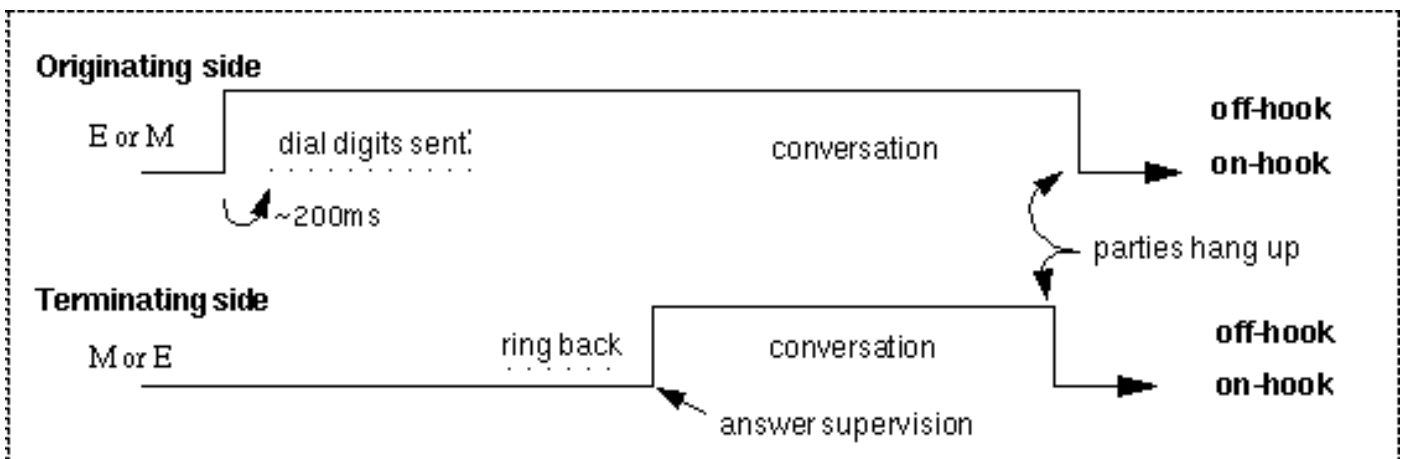 Originating side
E or M
dial digits sent.
conversation
off-hook
on-hook
~200ms
parties hang up
Terminating side
M or E
ring back
conversation
off-hook
on-hook
answer supervision